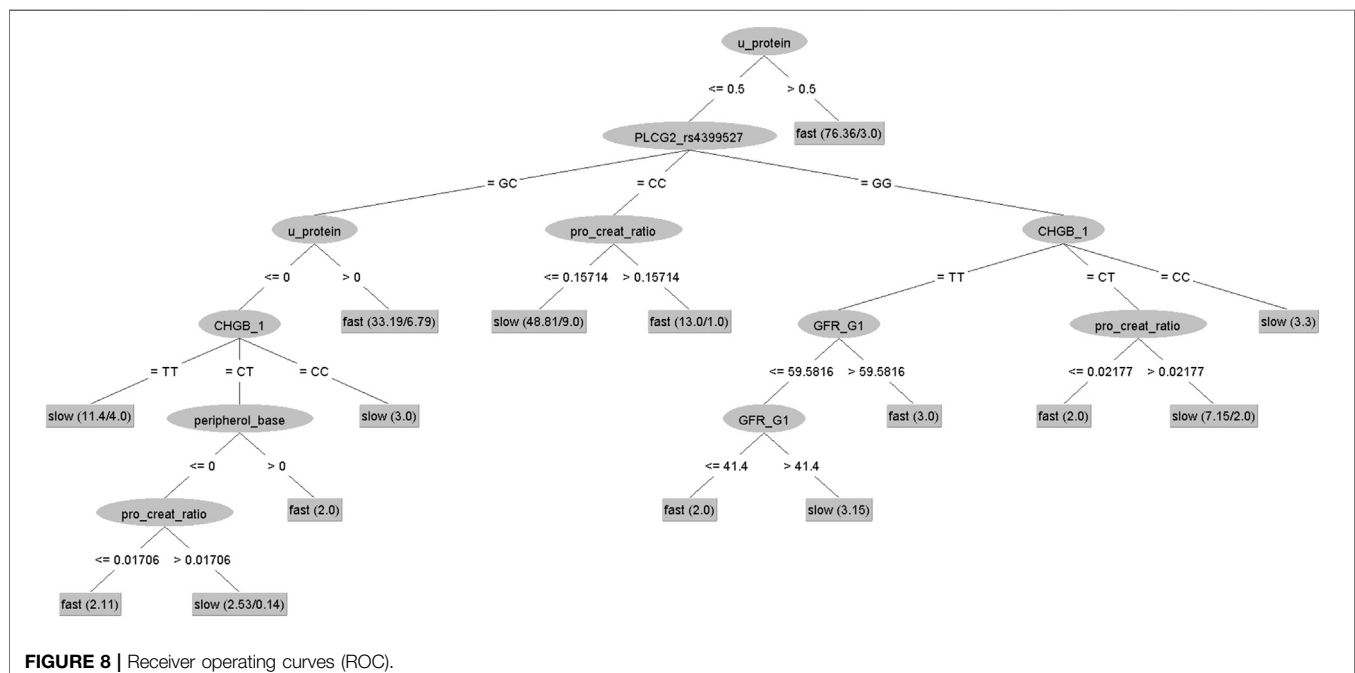 u_protein
<= 0.5 > 0.5
PLCG2_rs4399527 fast (76.36/3.0)
= GC = CC = GG
u_protein pro_creat_ratio CHGB_1
<= 0 > 0 <= 0.15714 > 0.15714 = TT = CT = CC
CHGB_1 fast (33.19/6.79) slow (48.81/9.0) fast (13.0/1.0) GFR_G1 pro_creat_ratio slow (3.3)
= TT = CT = CC <= 59.5816 > 59.5816 <= 0.02177 > 0.02177
slow (11.4/4.0) peripherol_base slow (3.0) GFR_G1 fast (3.0) fast (2.0) slow (7.15/2.0)
<= 0 > 0 <= 41.4 > 41.4
pro_creat_ratio fast (2.0) fast (2.0) slow (3.15)
<= 0.01706 > 0.01706
fast (2.11) slow (2.53/0.14)
FIGURE 8 | Receiver operating curves (ROC).